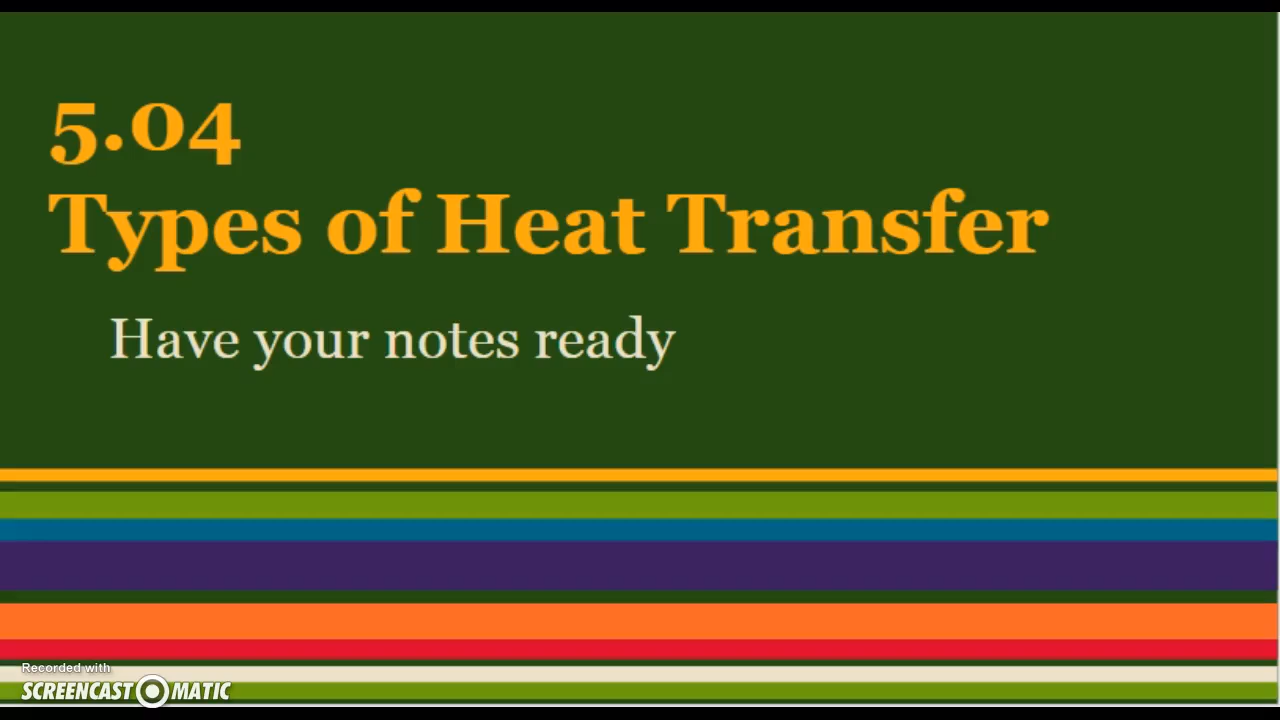 5.04
Types of Heat Transfer
Have your notes ready
Recorded with
SCREENCAST MATIC